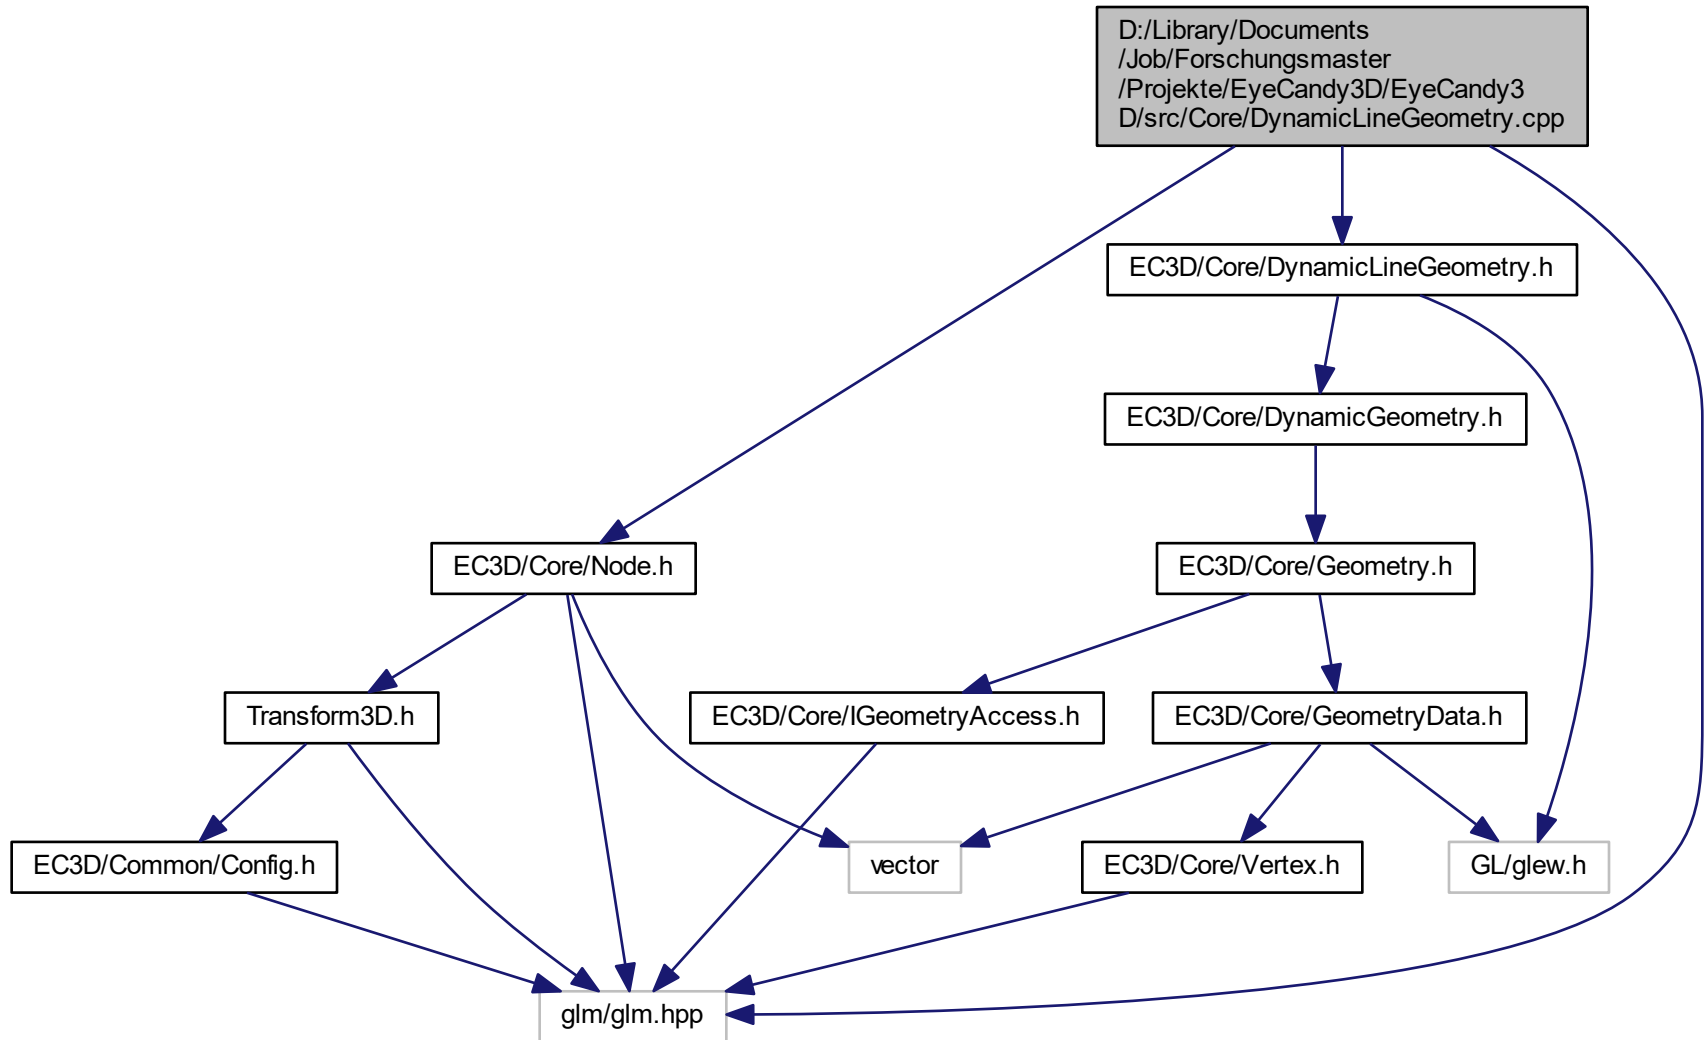 D:/Library/Documents
/Job/Forschungsmaster
/Projekte/EyeCandy3D/EyeCandy3
D/src/Core/DynamicLineGeometry.cpp
EC3D/Core/DynamicLineGeometry.h
EC3D/Core/DynamicGeometry.h
EC3D/Core/Node.h
EC3D/Core/Geometry.h
Transform3D.h
EC3D/Core/IGeometryAccess.h
EC3D/Core/GeometryData.h
EC3D/Common/Config.h
vector
EC3D/Core/Vertex.h
GL/glew.h
glm/glm.hpp